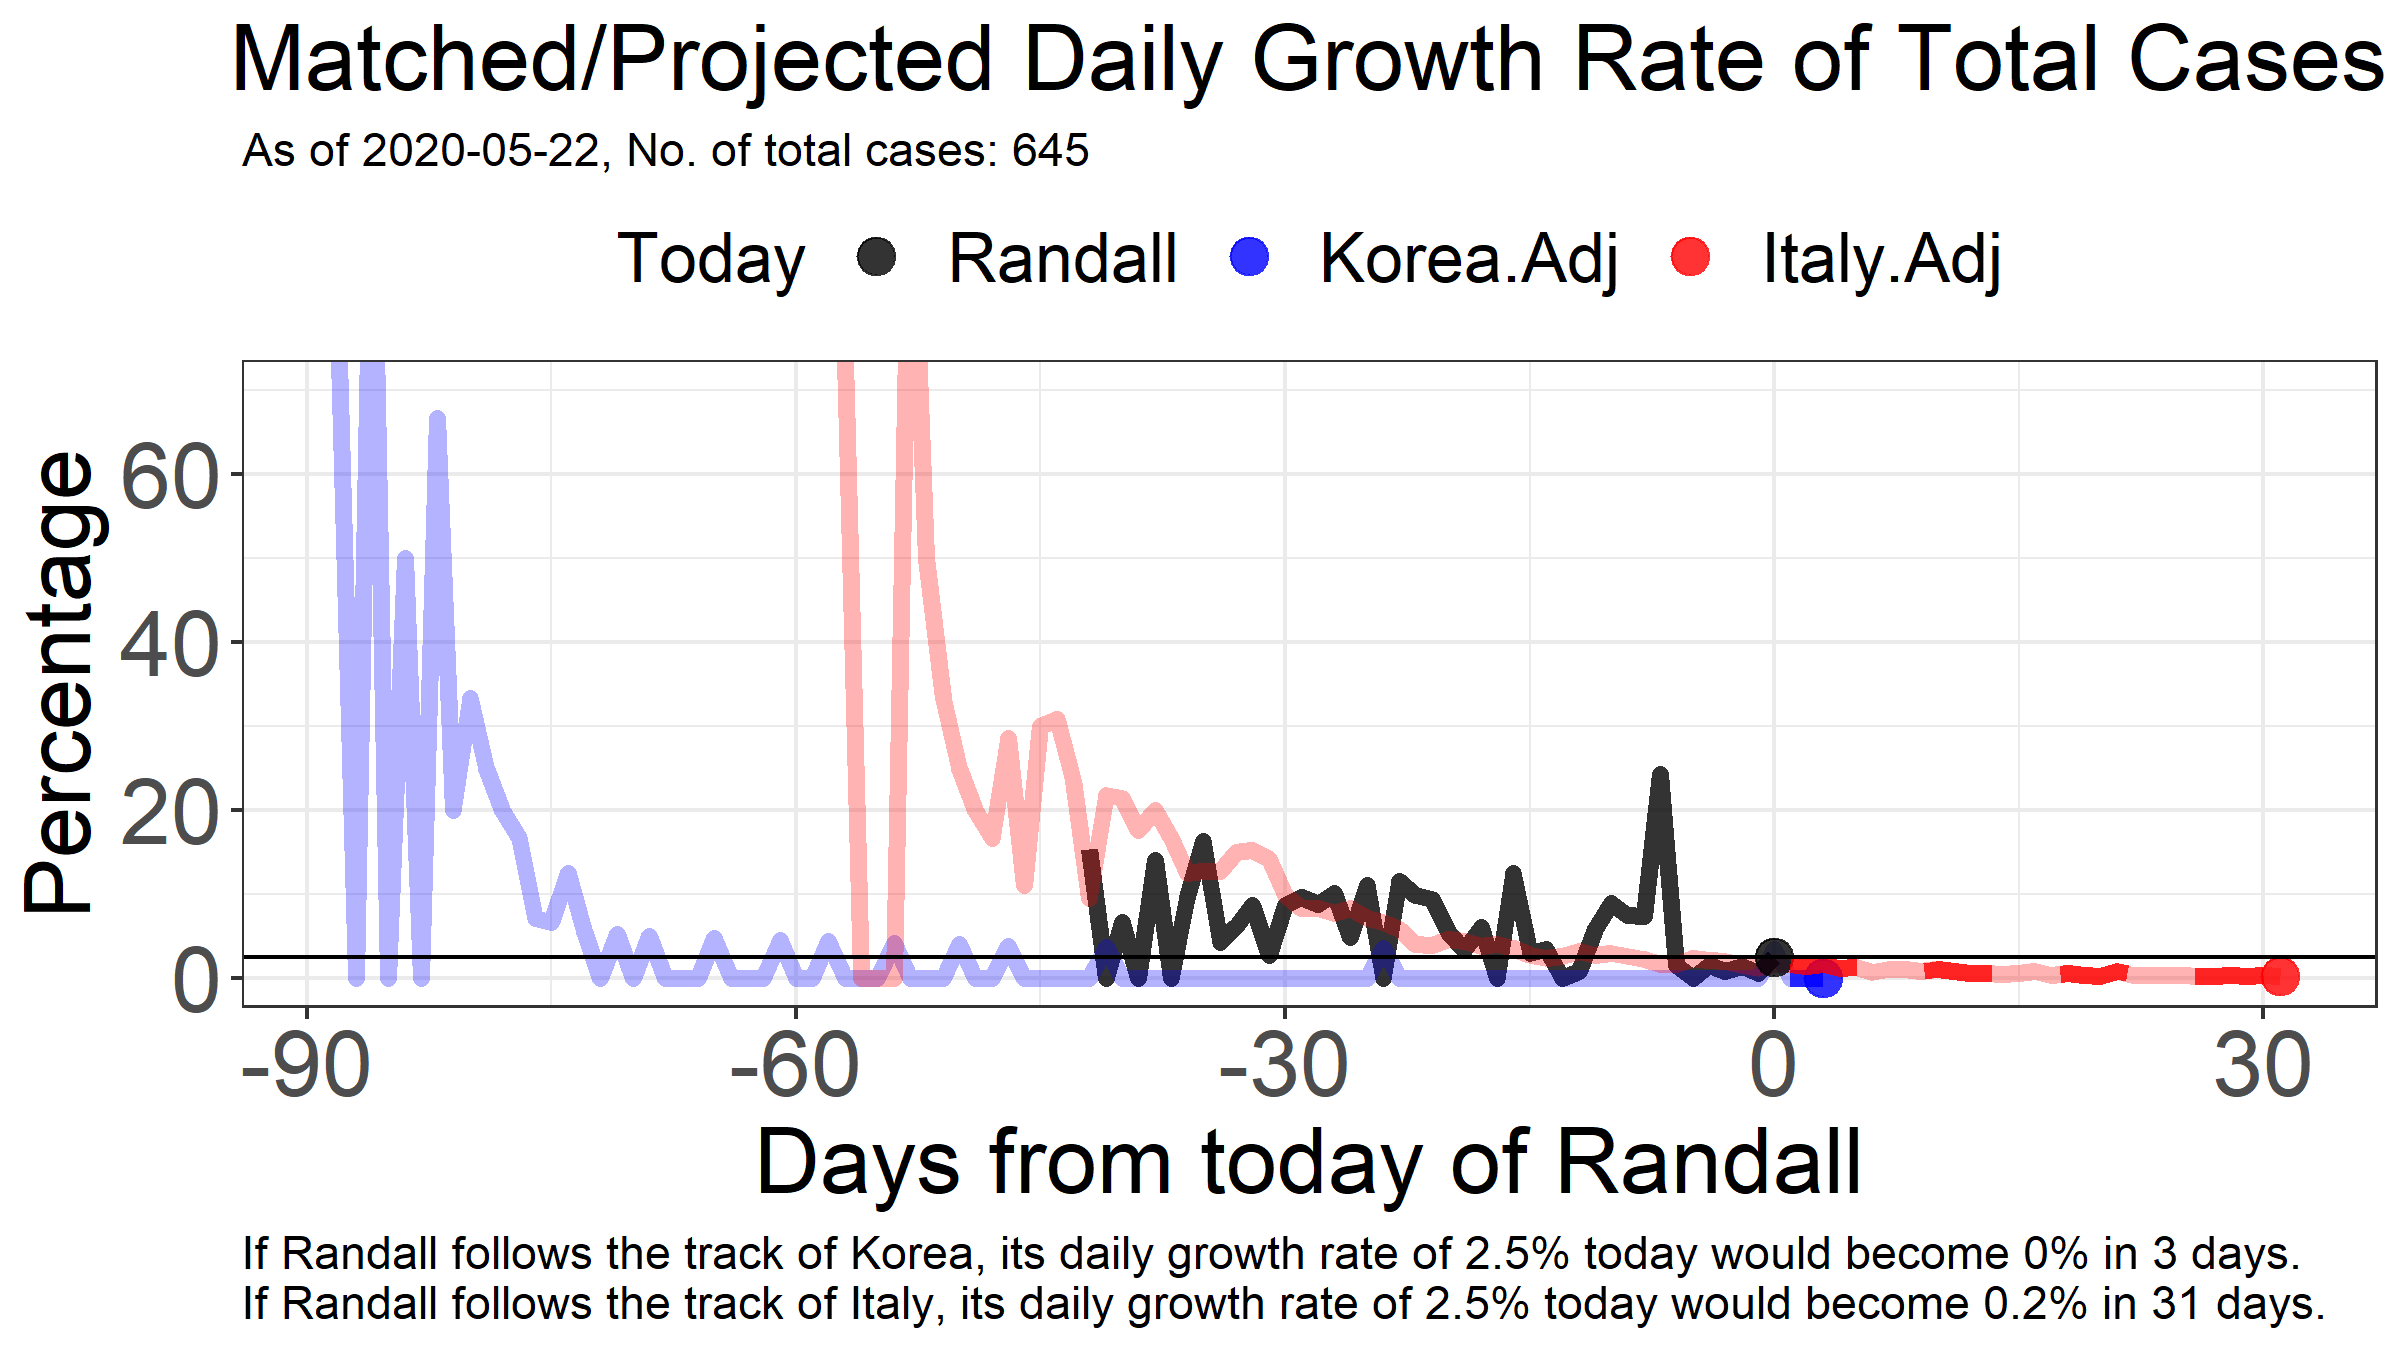 Matched/Projected Daily Growth Rate of Total Cases
As of 2020-05-22, No. of total cases: 645
Today Randall Korea.Adj Italy.Adj
Percentage
60
40
20
0
-90 -60 -30 0 30
Days from today of Randall
If Randall follows the track of Korea, its daily growth rate of 2.5% today would become 0% in 3 days.
If Randall follows the track of Italy, its daily growth rate of 2.5% today would become 0.2% in 31 days.